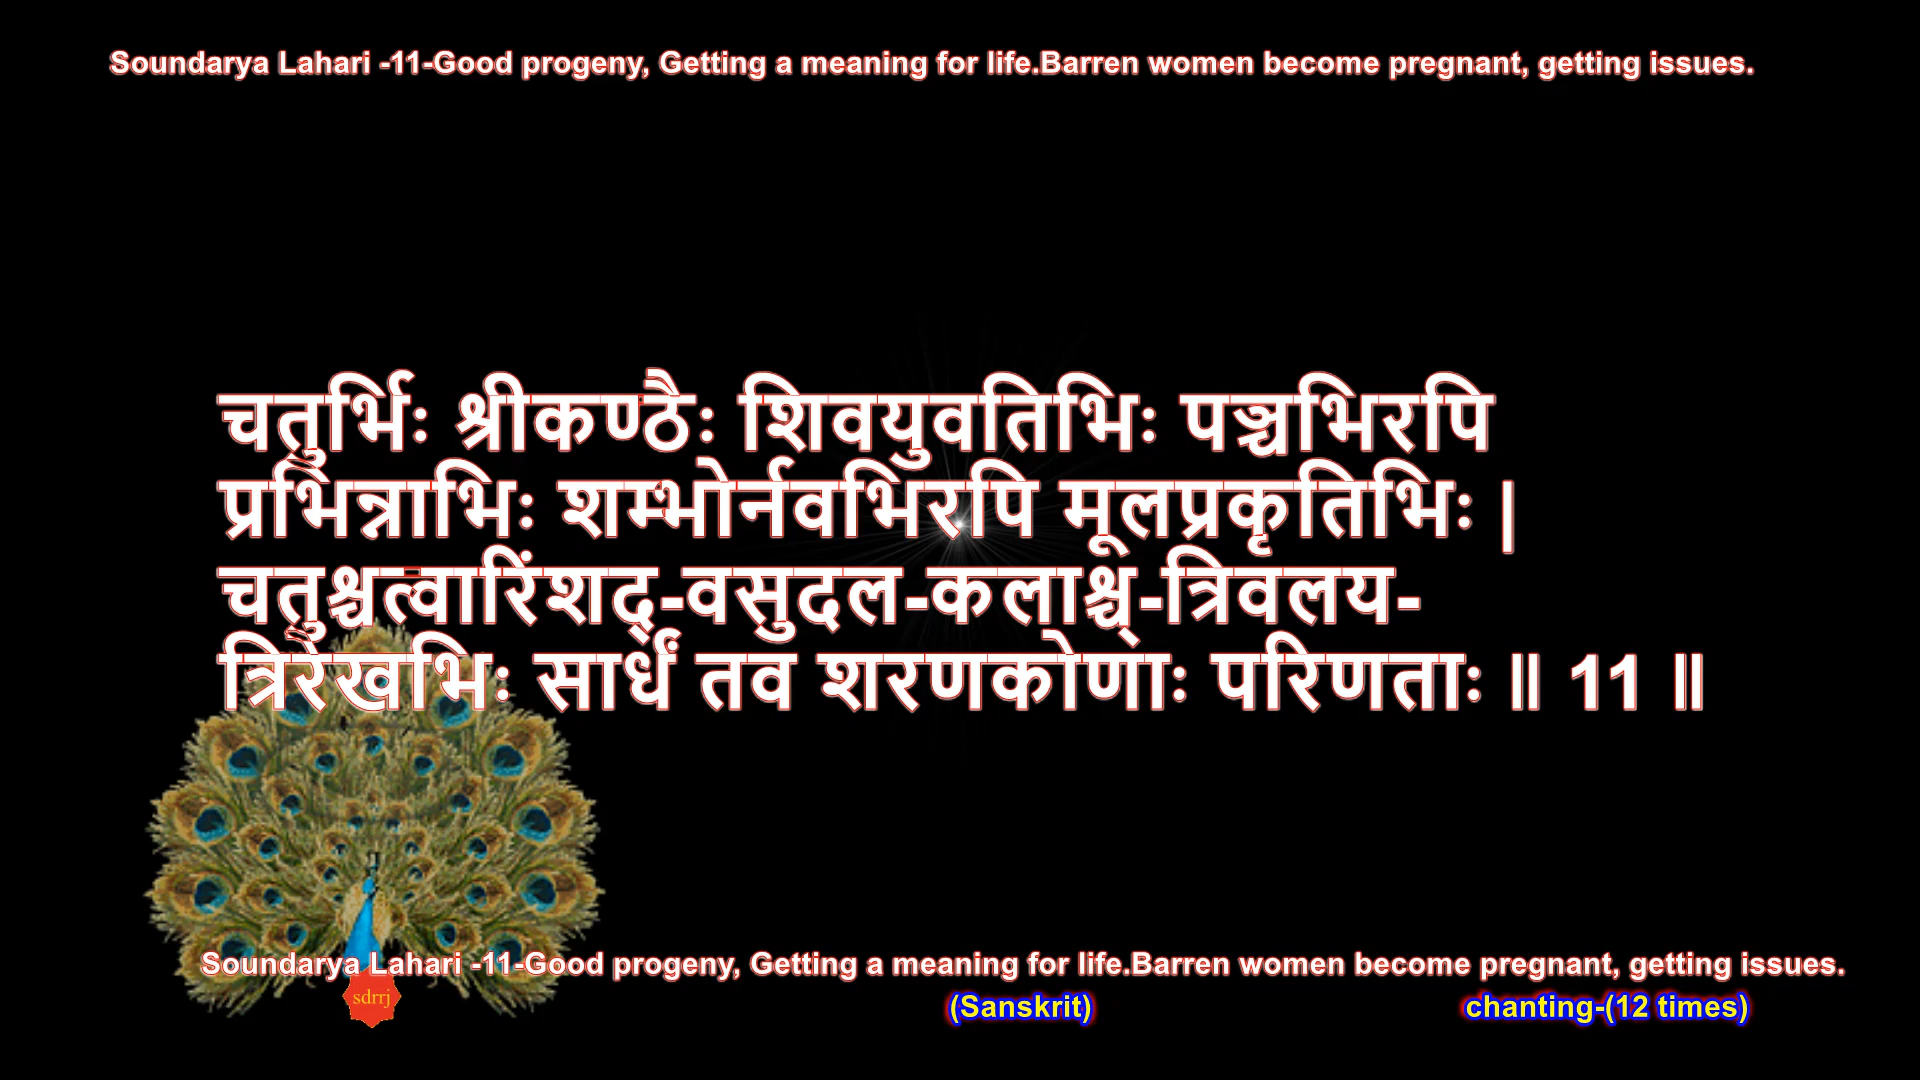 Soundarya Lahari -11-Good progeny, Getting a meaning for life.Barren women become pregnant, getting issues.
चतुर्भिः श्रीकण्ठैः शिवयुवतिभिः पञ्चभिरपि
प्रभिन्नाभिः शम्भोर्नवभिरपि मूलप्रकृतिभिः |
चतुश्चत्वारिंशद्-वसुदल-कलाश्च्-त्रिवलय-
त्रिरेखभिः सार्धं तव शरणकोणाः परिणताः ॥ 11 ॥
Soundarya Lahari -11-Good progeny, Getting a meaning for life.Barren women become pregnant, getting issues.
sdrrj
(Sanskrit) chanting-(12 times)